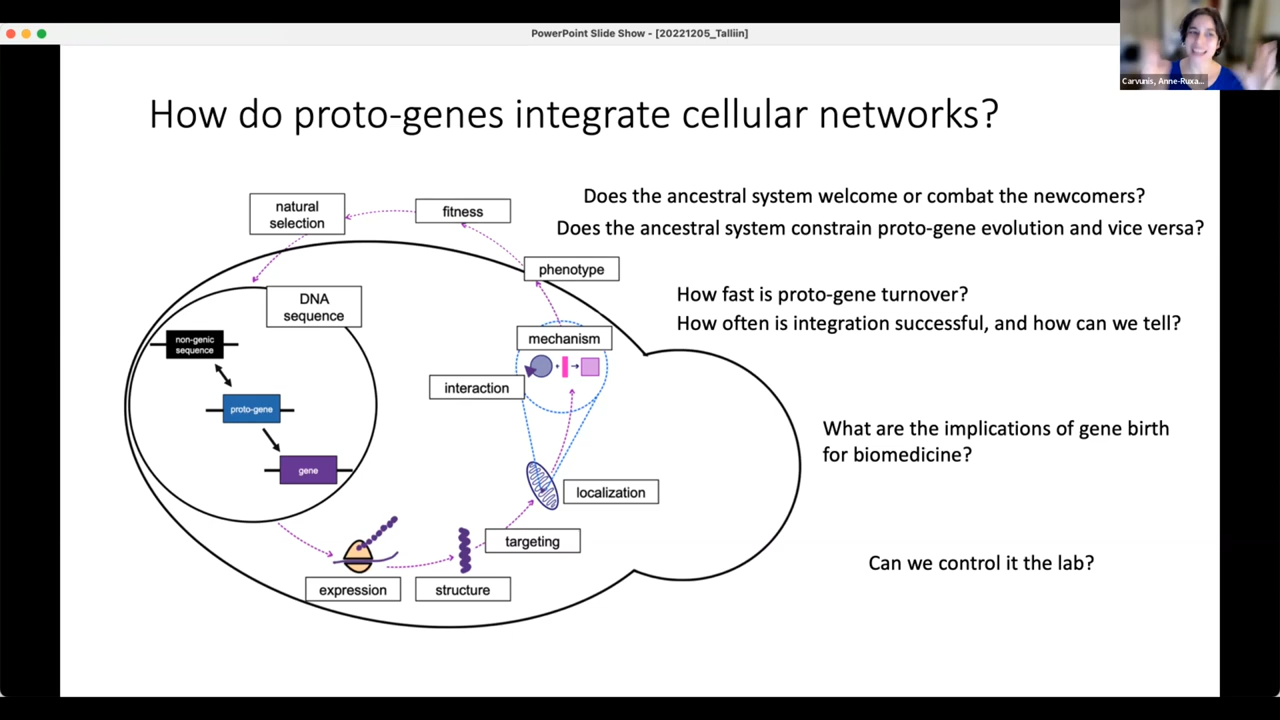 PowerPoint Slide Show - [20221205_Talliin]
Carvunis, Anne-Ruxa...
How do proto-genes integrate cellular networks?
natural
selection
fitness
phenotype
DNA
sequence
non-genic
sequence
proto-gene
gene
mechanism
interaction
localization
targeting
expression
structure
Does the ancestral system welcome or combat the newcomers?
Does the ancestral system constrain proto-gene evolution and vice versa?
How fast is proto-gene turnover?
How often is integration successful, and how can we tell?
What are the implications of gene birth
for biomedicine?
Can we control it the lab?